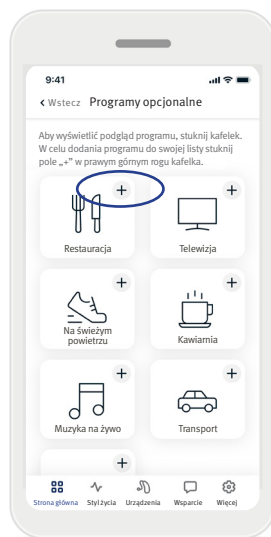 9:41
Wstecz Programy opcjonalne
Aby wyświetlić podgląd programu, stuknij kafelek.
W celu dodania programu do swojej listy stuknij
pole „+” w prawym górnym rogu kafelka.
+ +
Restauracja Telewizja
+ +
Na świeżym
powietrzu Kawiarnia
+ +
Muzyka na żywo Transport
+
Strona główna Styl życia Urządzenia Wsparcie Więcej